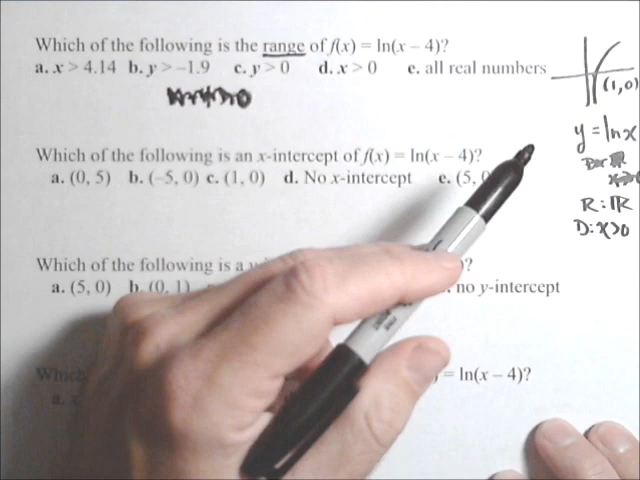 Which of the following is the range of f(x) = ln(x – 4)?
a. x > 4.14 b. y > –1.9 c. y > 0 d. x > 0 e. all real numbers
(1,0)
y = ln x
Which of the following is an x-intercept of f(x) = ln(x – 4)?
a. (0, 5) b. (–5, 0) c. (1, 0) d. No x-intercept e. (5, 0
R: ℝ
D: x>0
Which of the following is a ?
a. (5, 0) b. (0, 1) no y-intercept
Which = ln(x – 4)?
a.